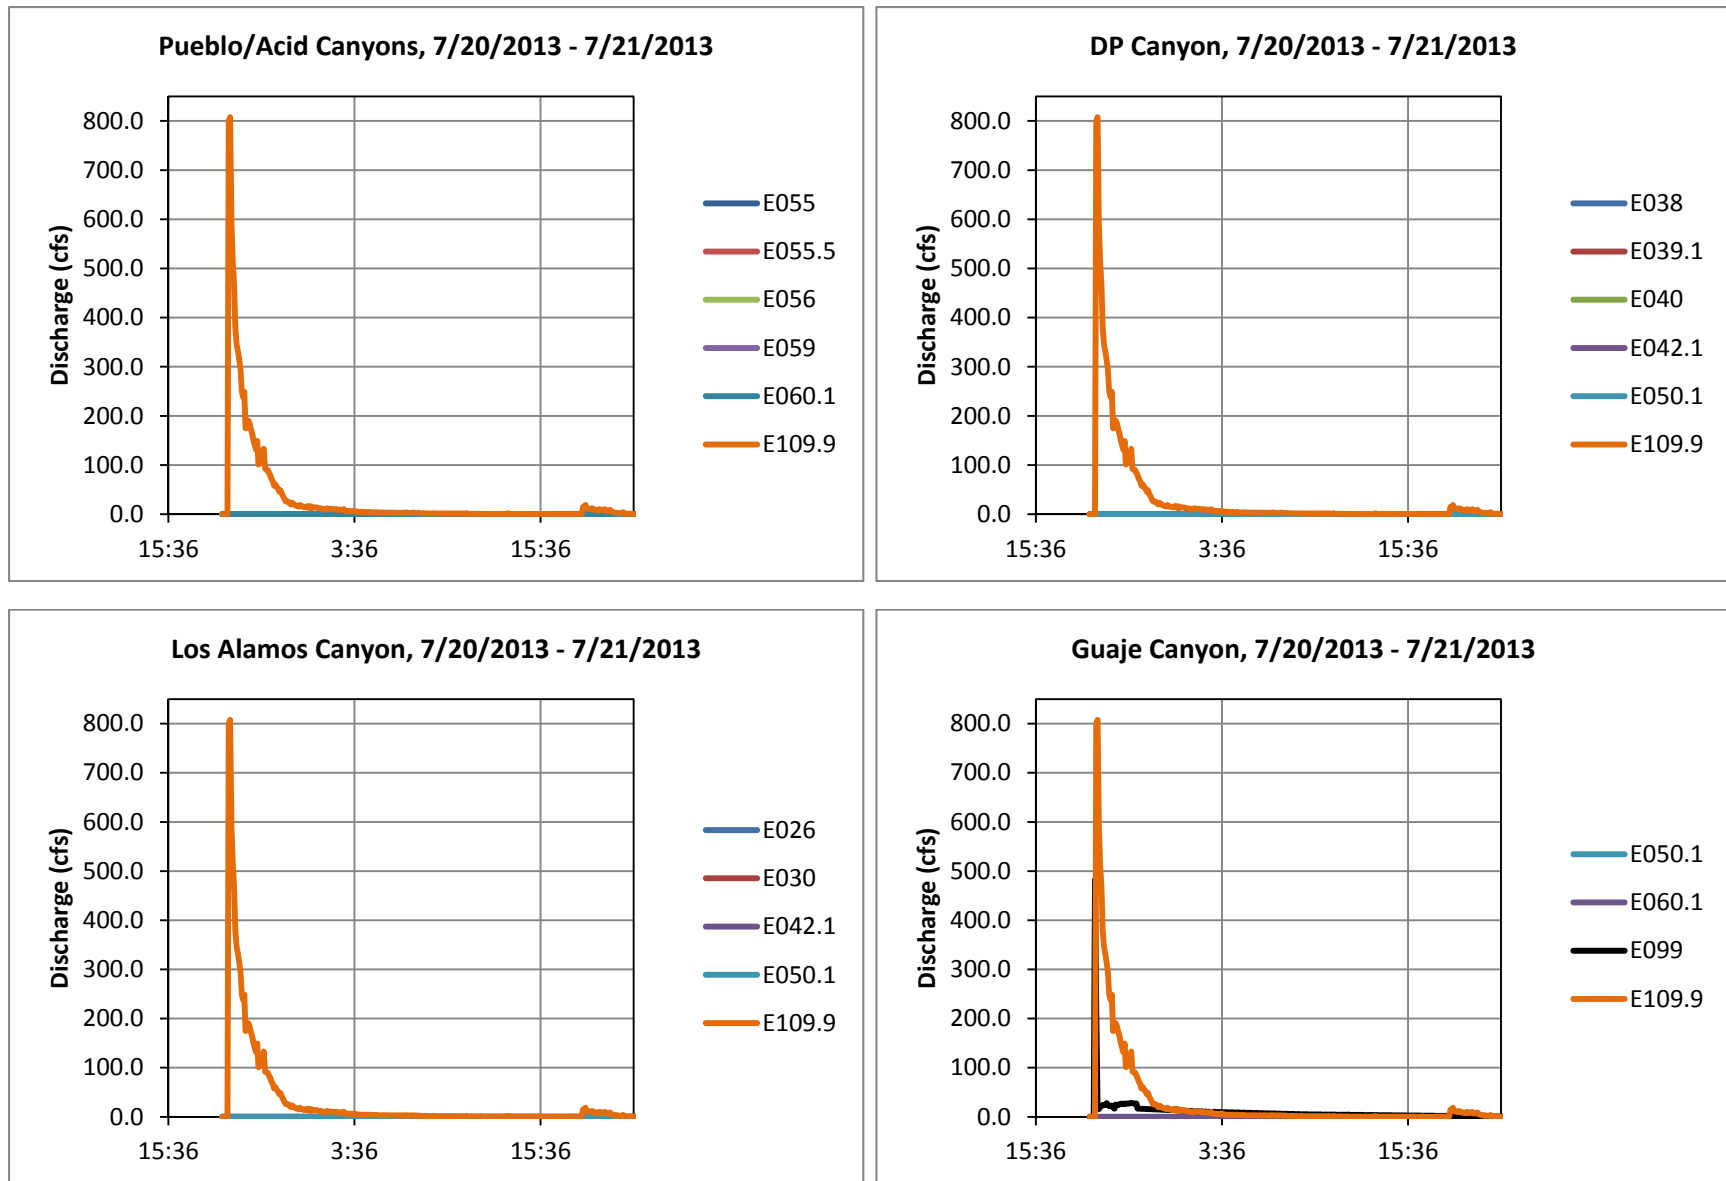 Pueblo/Acid Canyons, 7/20/2013 - 7/21/2013
Discharge (cfs)
800.0
700.0
600.0
500.0
400.0
300.0
200.0
100.0
0.0
15:36 3:36 15:36
E055
E055.5
E056
E059
E060.1
E109.9
DP Canyon, 7/20/2013 - 7/21/2013
Discharge (cfs)
800.0
700.0
600.0
500.0
400.0
300.0
200.0
100.0
0.0
15:36 3:36 15:36
E038
E039.1
E040
E042.1
E050.1
E109.9
Los Alamos Canyon, 7/20/2013 - 7/21/2013
Discharge (cfs)
800.0
700.0
600.0
500.0
400.0
300.0
200.0
100.0
0.0
15:36 3:36 15:36
E026
E030
E042.1
E050.1
E109.9
Guaje Canyon, 7/20/2013 - 7/21/2013
Discharge (cfs)
800.0
700.0
600.0
500.0
400.0
300.0
200.0
100.0
0.0
15:36 3:36 15:36
E050.1
E060.1
E099
E109.9